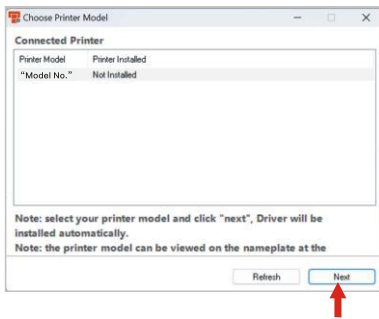 Choose Printer Model
Connected Printer
Printer Model Printer Installed
“Model No.” Not Installed
Note: select your printer model and click "next", Driver will be
installed automatically.
Note: the printer model can be viewed on the nameplate at the
Refresh Next